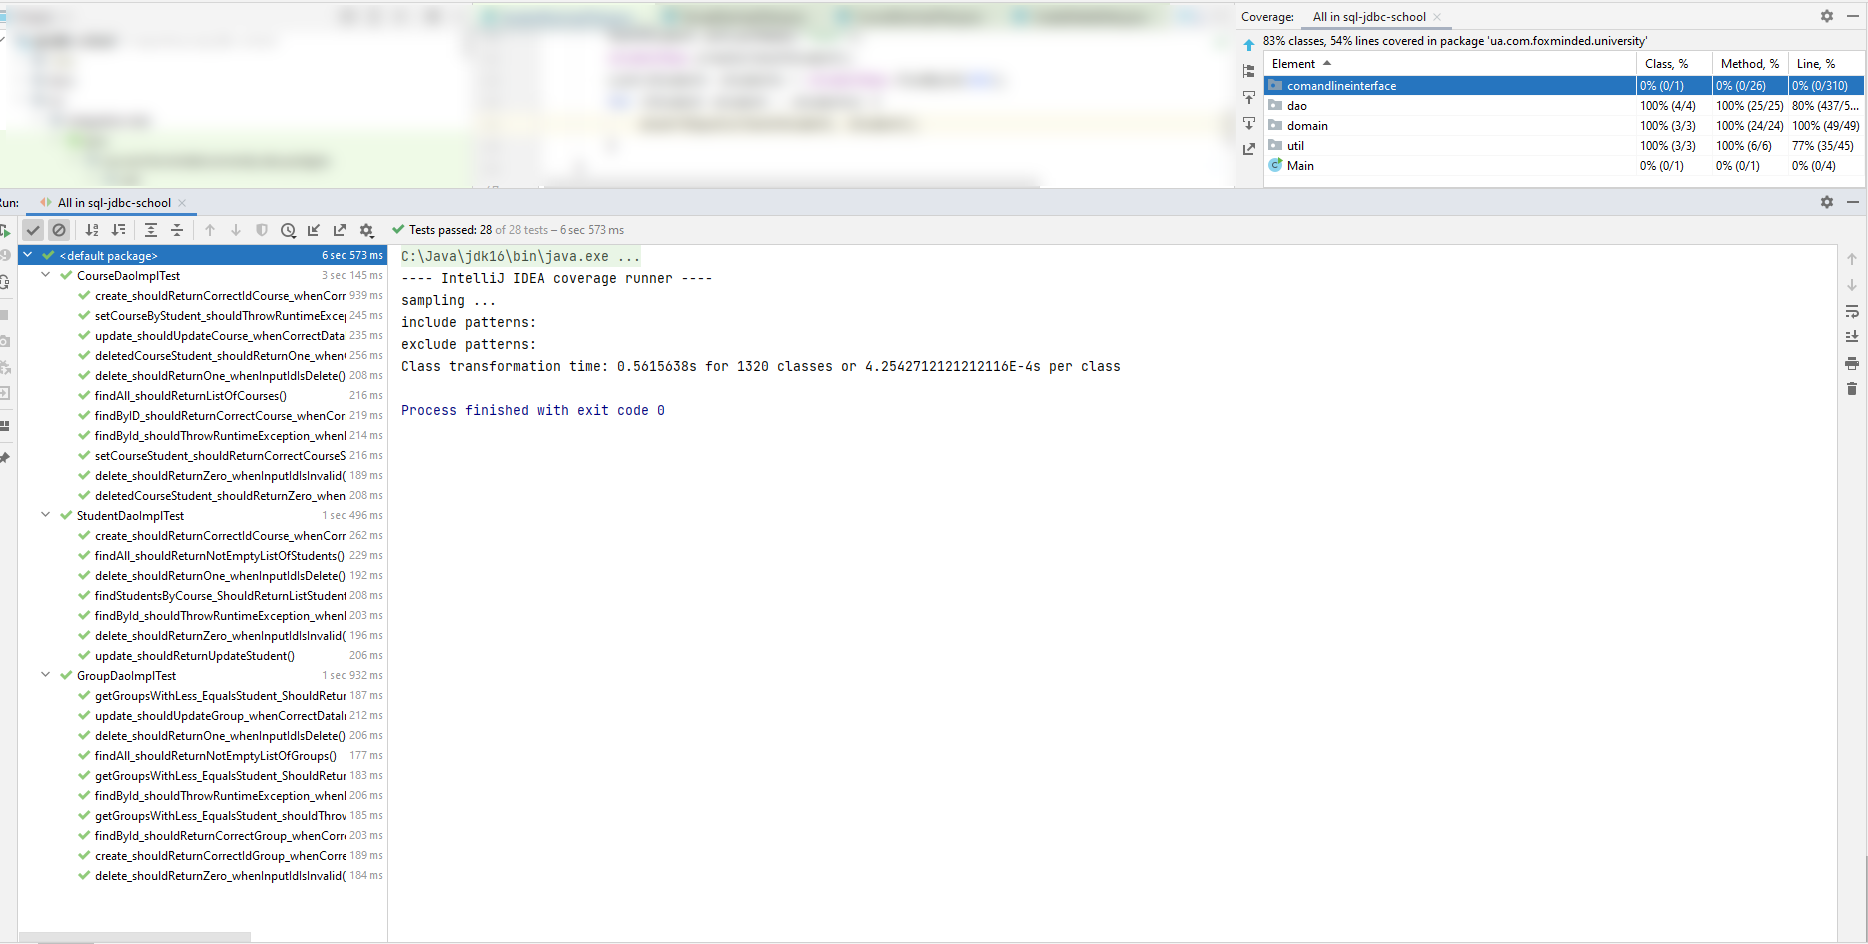 Coverage: All in sql-jdbc-school
83% classes, 54% lines covered in package 'ua.com.foxminded.university'
Element Class, % Method, % Line, %
comandlineinterface 0% (0/1) 0% (0/26) 0% (0/310)
dao 100% (4/4) 100% (25/25) 80% (437/5...
domain 100% (3/3) 100% (24/24) 100% (49/49)
util 100% (3/3) 100% (6/6) 77% (35/45)
Main 0% (0/1) 0% (0/1) 0% (0/4)
Run: All in sql-jdbc-school
Tests passed: 28 of 28 tests – 6 sec 573 ms
<default package> 6 sec 573 ms
CourseDaoImplTest 3 sec 145 ms
create_shouldReturnCorrectIdCourse_whenCorr 939 ms
setCourseByStudent_shouldThrowRuntimeExce 245 ms
update_shouldUpdateCourse_whenCorrectData 235 ms
deletedCourseStudent_shouldReturnOne_when 256 ms
delete_shouldReturnOne_whenInputIdIsDelete() 208 ms
findAll_shouldReturnListOfCourses() 216 ms
findByID_shouldReturnCorrectCourse_whenCor 219 ms
findById_shouldThrowRuntimeException_when 214 ms
setCourseStudent_shouldReturnCorrectCourseS 216 ms
delete_shouldReturnZero_whenInputIdIsInvalid( 189 ms
deletedCourseStudent_shouldReturnZero_when 208 ms
StudentDaoImplTest 1 sec 496 ms
create_shouldReturnCorrectIdCourse_whenCorr 262 ms
findAll_shouldReturnNotEmptyListOfStudents() 229 ms
delete_shouldReturnOne_whenInputIdIsDelete() 192 ms
findStudentsByCourse_ShouldReturnListStudent 208 ms
findById_shouldThrowRuntimeException_when 203 ms
delete_shouldReturnZero_whenInputIdIsInvalid( 196 ms
update_shouldReturnUpdateStudent() 206 ms
GroupDaoImplTest 1 sec 932 ms
getGroupsWithLess_EqualsStudent_ShouldRetur 187 ms
update_shouldUpdateGroup_whenCorrectDataI 212 ms
delete_shouldReturnOne_whenInputIdIsDelete() 206 ms
findAll_shouldReturnNotEmptyListOfGroups() 177 ms
getGroupsWithLess_EqualsStudent_ShouldRetur 183 ms
findById_shouldThrowRuntimeException_when 206 ms
getGroupsWithLess_EqualsStudent_shouldThrow 185 ms
findById_shouldReturnCorrectGroup_whenCorr 203 ms
create_shouldReturnCorrectIdGroup_whenCorre 189 ms
delete_shouldReturnZero_whenInputIdIsInvalid( 184 ms
C:\Java\jdk16\bin\java.exe ...
---- IntelliJ IDEA coverage runner ----
sampling ...
include patterns:
exclude patterns:
Class transformation time: 0.5615638s for 1320 classes or 4.2542712121212116E-4s per class
Process finished with exit code 0